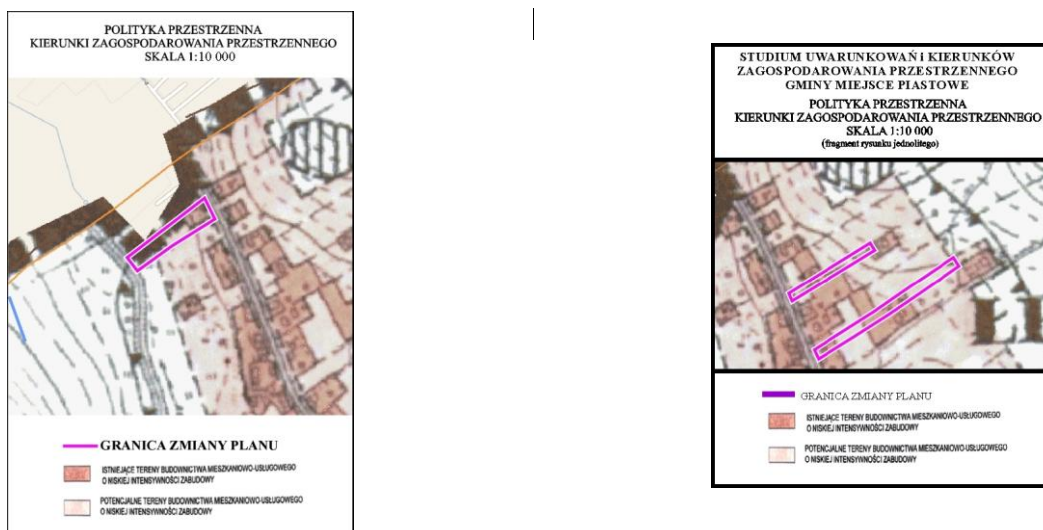 POLITYKA PRZESTRZENNA
KIERUNKI ZAGOSPODAROWANIA PRZESTRZENNEGO
SKALA 1:10 000
GRANICA ZMIANY PLANU
ISTNIEJĄCE TERENY BUDOWNICTWA MIESZKANIOWO-USŁUGOWEGO
O NISKIEJ INTENSYWNOŚCI ZABUDOWY
POTENCJALNE TERENY BUDOWNICTWA MIESZKANIOWO-USŁUGOWEGO
O NISKIEJ INTENSYWNOŚCI ZABUDOWY
STUDIUM UWARUNKOWAŃ i KIERUNKÓW
ZAGOSPODAROWANIA PRZESTRZENNEGO
GMINY MIEJSCE PIASTOWE
POLITYKA PRZESTRZENNA
KIERUNKI ZAGOSPODAROWANIA PRZESTRZENNEGO
SKALA 1:10 000
(fragment rysunku jednolitego)
GRANICA ZMIANY PLANU
ISTNIEJĄCE TERENY BUDOWNICTWA MIESZKANIOWO-USŁUGOWEGO
O NISKIEJ INTENSYWNOŚCI ZABUDOWY
POTENCJALNE TERENY BUDOWNICTWA MIESZKANIOWO-USŁUGOWEGO
O NISKIEJ INTENSYWNOŚCI ZABUDOWY